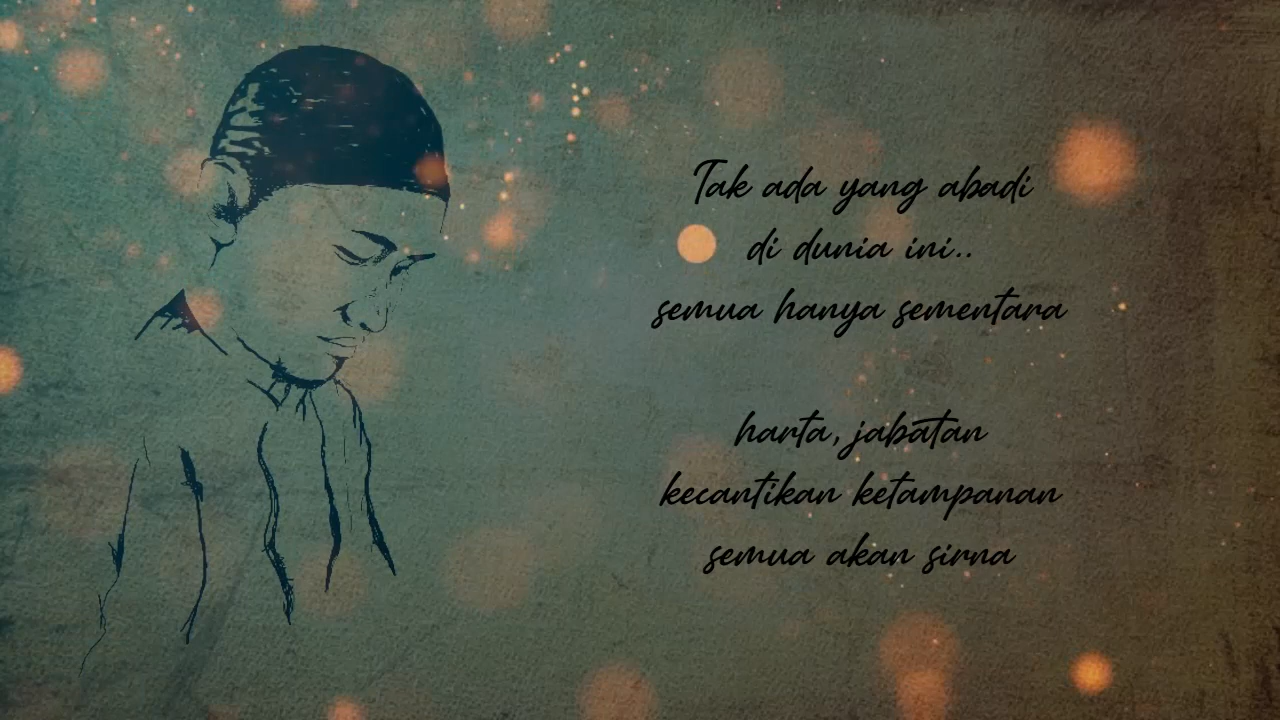 Tak ada yang abadi
di dunia ini..
semua hanya sementara
harta, jabatan
kecantikan ketampanan
semua akan sirna